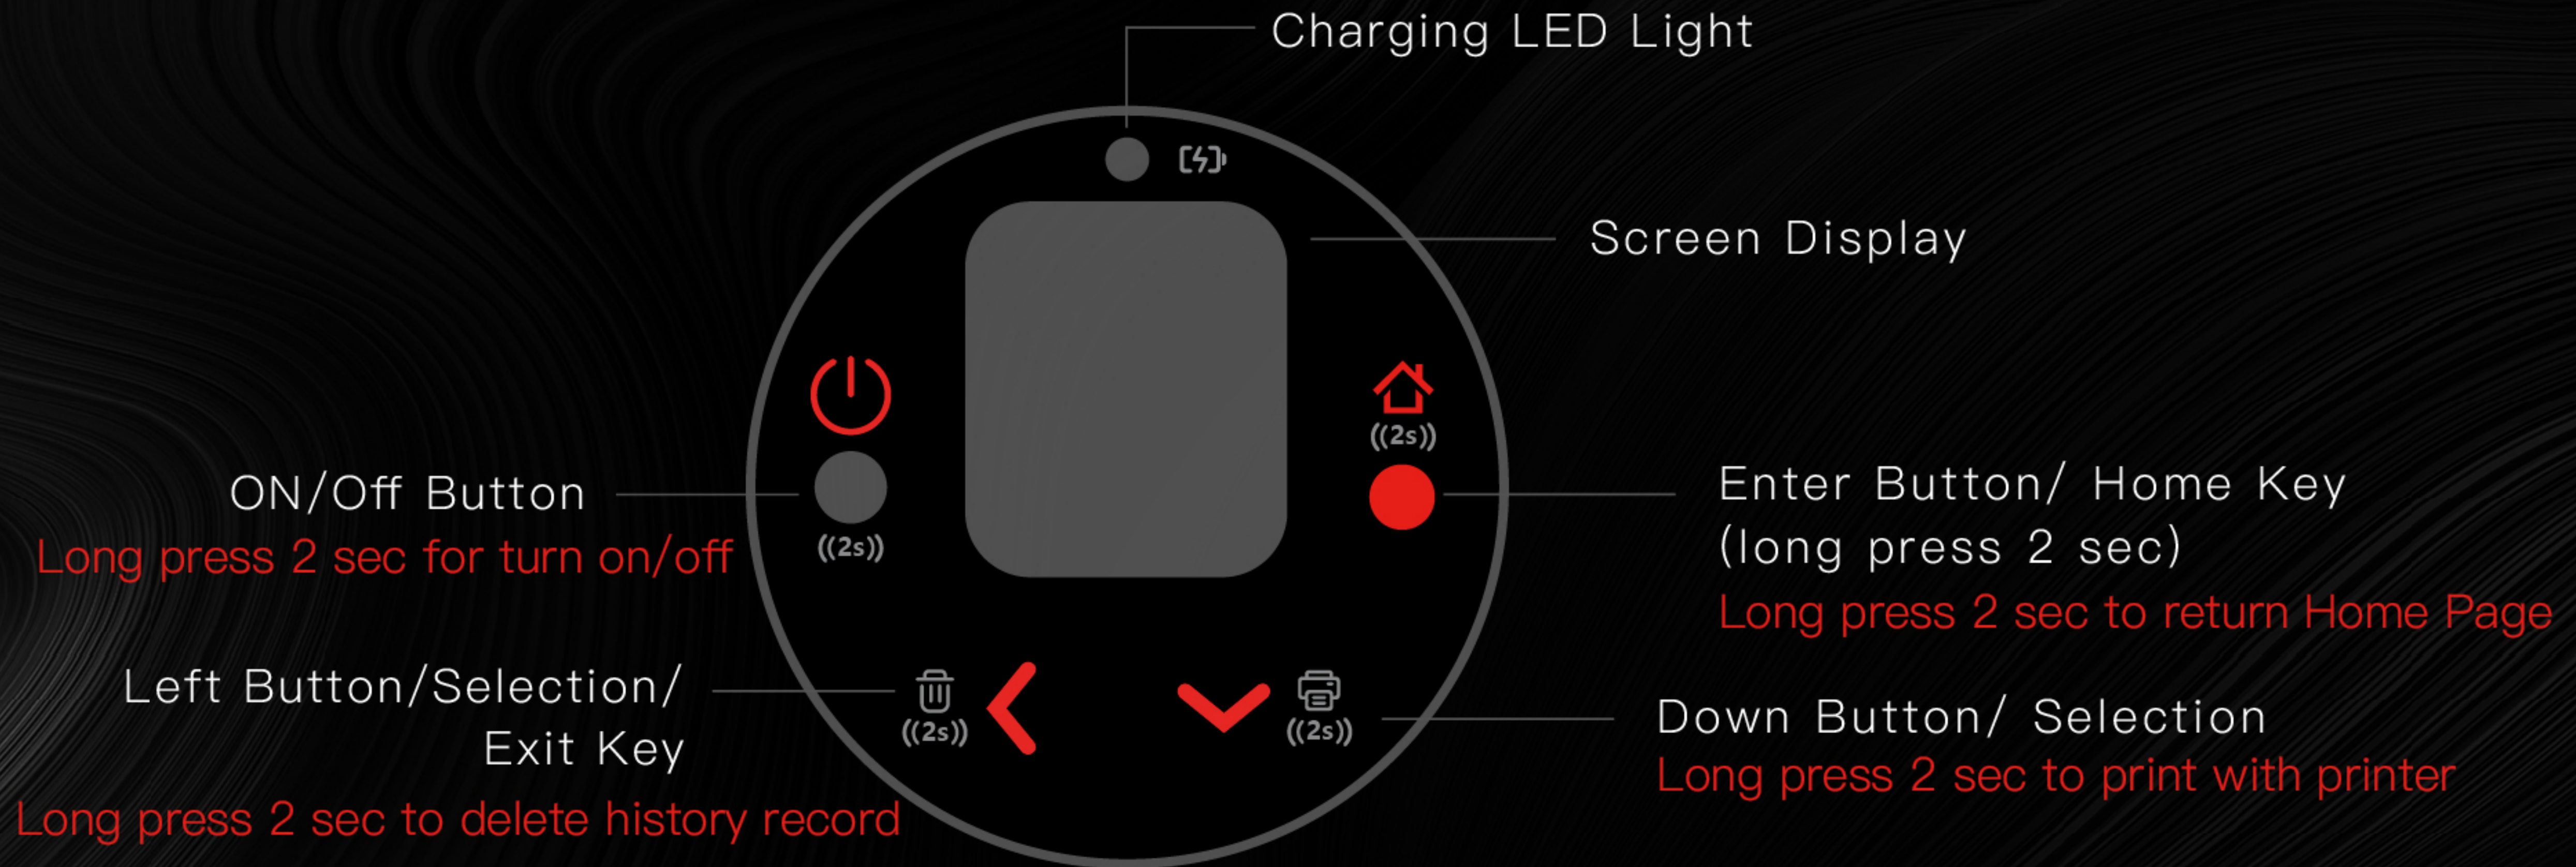 Charging LED Light
Screen Display
((2s))
ON/Off Button
Long press 2 sec for turn on/off
((2s))
Enter Button/ Home Key
(long press 2 sec)
Long press 2 sec to return Home Page
Left Button/Selection/
Exit Key
Long press 2 sec to delete history record
((2s))
((2s))
Down Button/ Selection
Long press 2 sec to print with printer